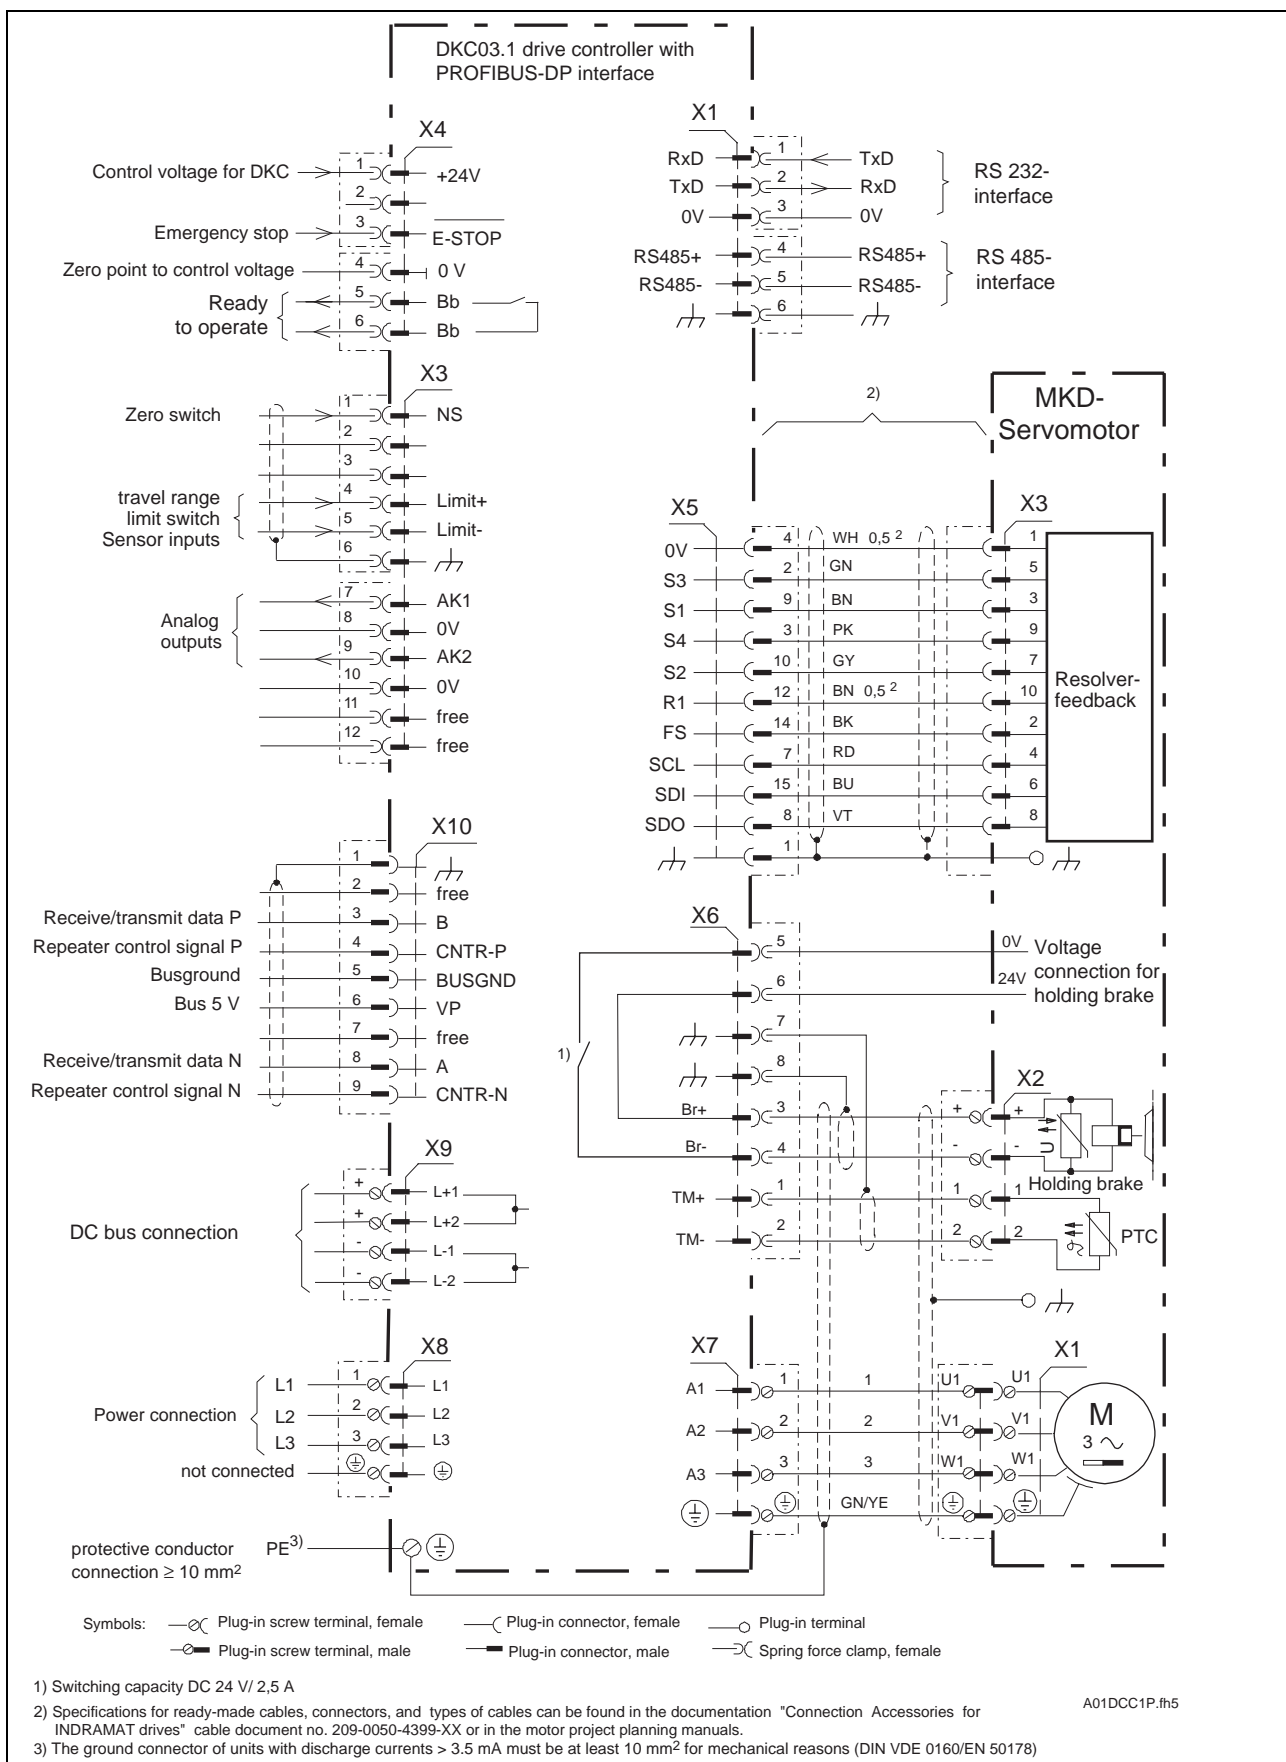 DKC03.1 drive controller with
PROFIBUS-DP interface
X4
Control voltage for DKC 1 +24V
2
Emergency stop 3 E-STOP
Zero point to control voltage 4 0 V
Ready
to operate
5 Bb
6 Bb
X1
RxD 1 TxD
TxD 2 RxD
0V 3 0V
RS 232-
interface
RS485+ 4 RS485+
RS485- 5 RS485-
6
RS 485-
interface
X3
Zero switch 1 NS
2
3
travel range
limit switch
Sensor inputs
4 Limit+
5 Limit-
6
Analog
outputs
7 AK1
8 0V
9 AK2
10 0V
11 free
12 free
2)
MKD-
Servomotor
X5 X3
0V 4 WH 0,5 2 1
S3 2 GN 5
S1 9 BN 3
S4 3 PK 9
S2 10 GY 7
R1 12 BN 0,5 2 10
FS 14 BK 2
SCL 7 RD 4
SDI 15 BU 6
SDO 8 VT 8
1
Resolver-
feedback
X10
1
2 free
Receive/transmit data P 3 B
Repeater control signal P 4 CNTR-P
Busground 5 BUSGND
Bus 5 V 6 VP
7 free
Receive/transmit data N 8 A
Repeater control signal N 9 CNTR-N
X6
5 0V
6 24V
Voltage
connection for
holding brake
7
1)
8
X2
Br+ 3 + +
Br- 4 - -
U
Holding brake
TM+ 1 1 1
TM- 2 2 2
PTC
X9
DC bus connection
+ L+1
+ L+2
- L-1
- L-2
X8
Power connection
L1 1 L1
L2 2 L2
L3 3 L3
not connected
X7 X1
A1 1 1 U1 U1
A2 2 2 V1 V1
A3 3 3 W1 W1
GN/YE
M
3 ~
protective conductor
connection ≥ 10 mm2
PE3)
Symbols:
Plug-in screw terminal, female
Plug-in connector, female
Plug-in terminal
Plug-in screw terminal, male
Plug-in connector, male
Spring force clamp, female
1) Switching capacity DC 24 V/ 2,5 A
A01DCC1P.fh5
2) Specifications for ready-made cables, connectors, and types of cables can be found in the documentation "Connection Accessories for
INDRAMAT drives" cable document no. 209-0050-4399-XX or in the motor project planning manuals.
3) The ground connector of units with discharge currents > 3.5 mA must be at least 10 mm2 for mechanical reasons (DIN VDE 0160/EN 50178)